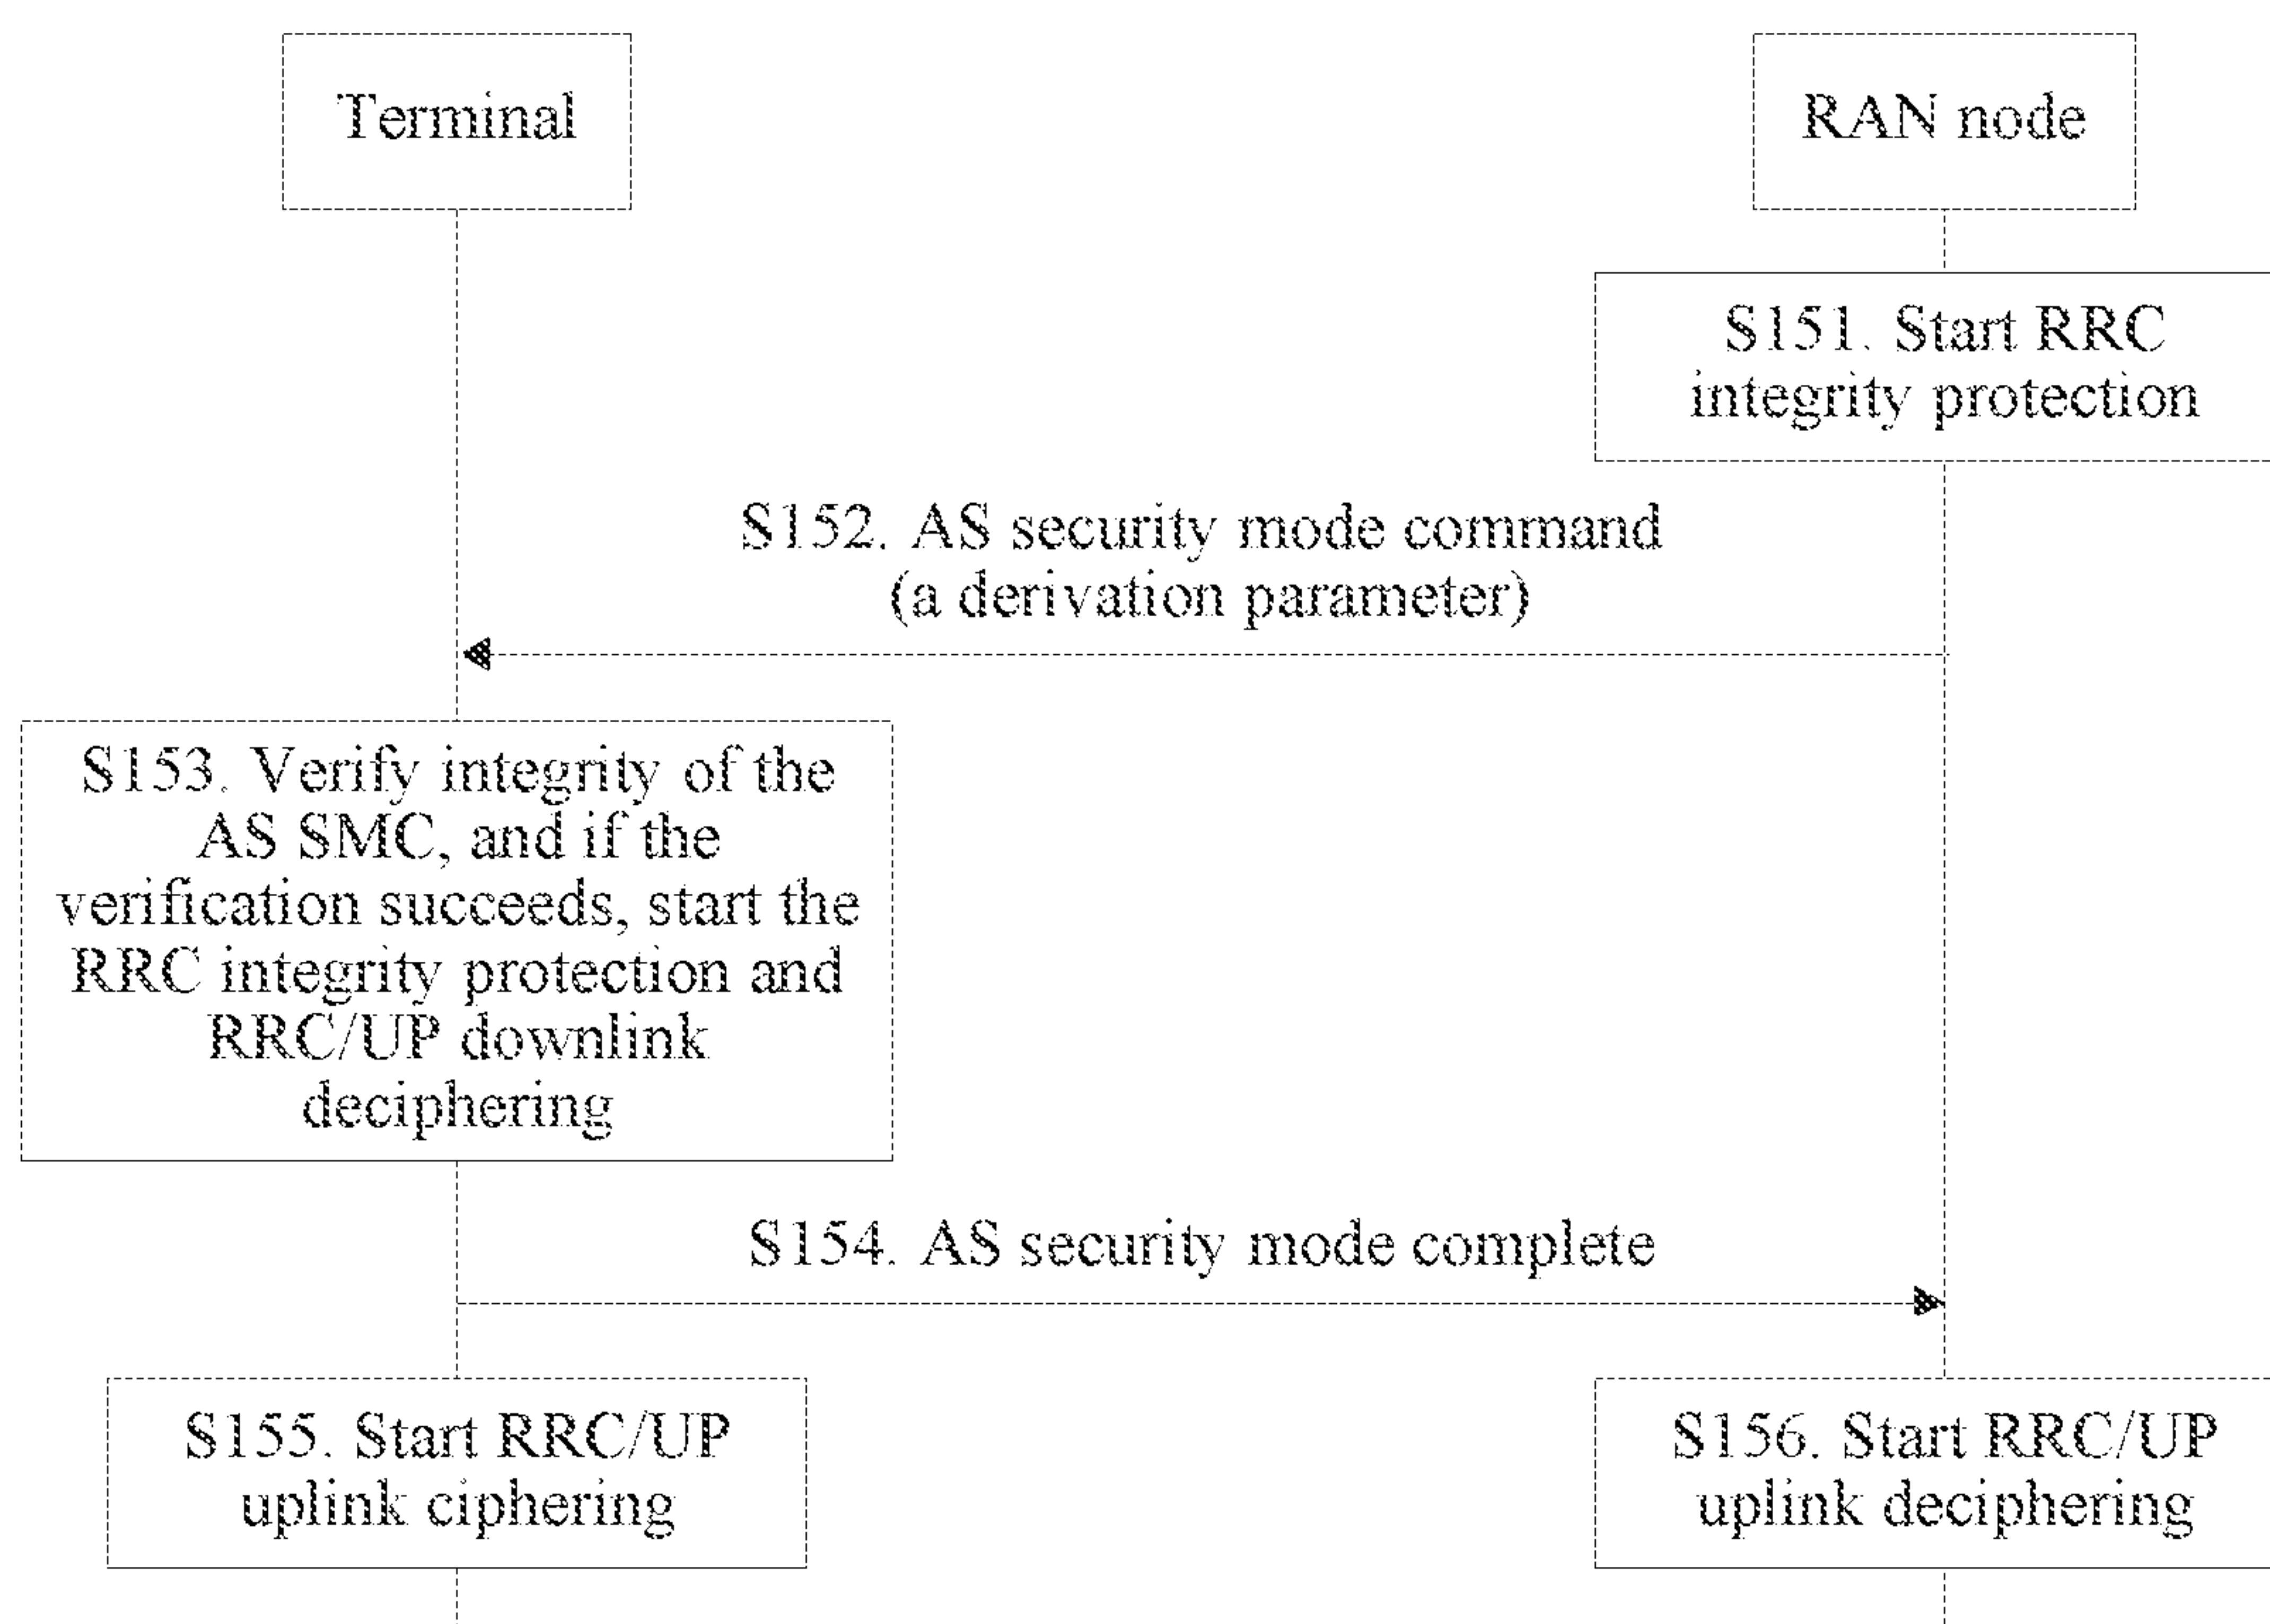 Terminal
RAN node
S151. Start RRC
integrity protection
S152. AS security mode command
(a derivation parameter)
S153. Verify integrity of the
AS SMC, and if the
verification succeeds, start the
RRC integrity protection and
RRC/UP downlink
deciphering
S154. AS security mode complete
S155. Start RRC/UP
uplink ciphering
S156. Start RRC/UP
uplink deciphering